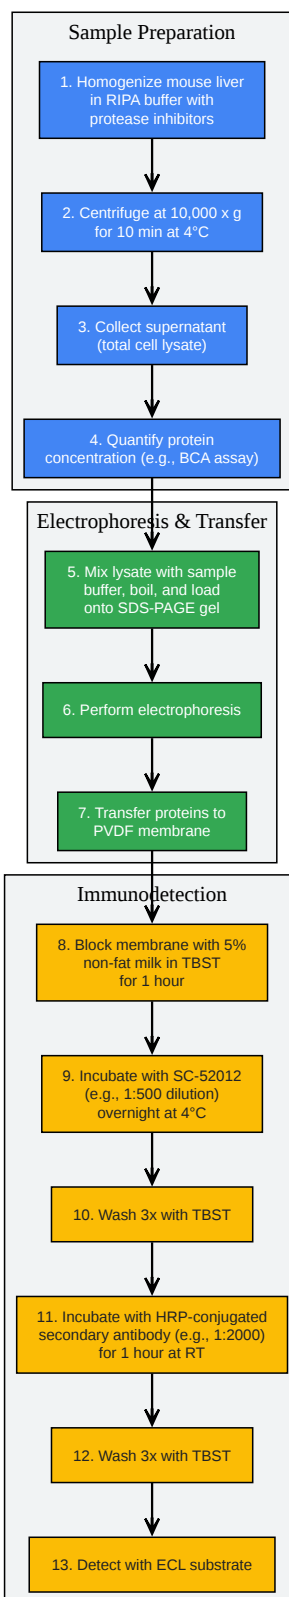 Sample Preparation
1. Homogenize mouse liver
in RIPA buffer with
protease inhibitors
2. Centrifuge at 10,000 x g
for 10 min at 4°C
3. Collect supernatant
(total cell lysate)
4. Quantify protein
concentration (e.g., BCA assay)
Electrophoresis & Transfer
5. Mix lysate with sample
buffer, boil, and load
onto SDS-PAGE gel
6. Perform electrophoresis
7. Transfer proteins to
PVDF membrane
Immunodetection
8. Block membrane with 5%
non-fat milk in TBST
for 1 hour
9. Incubate with SC-52012
(e.g., 1:500 dilution)
overnight at 4°C
10. Wash 3x with TBST
11. Incubate with HRP-conjugated
secondary antibody (e.g., 1:2000)
for 1 hour at RT
12. Wash 3x with TBST
13. Detect with ECL substrate